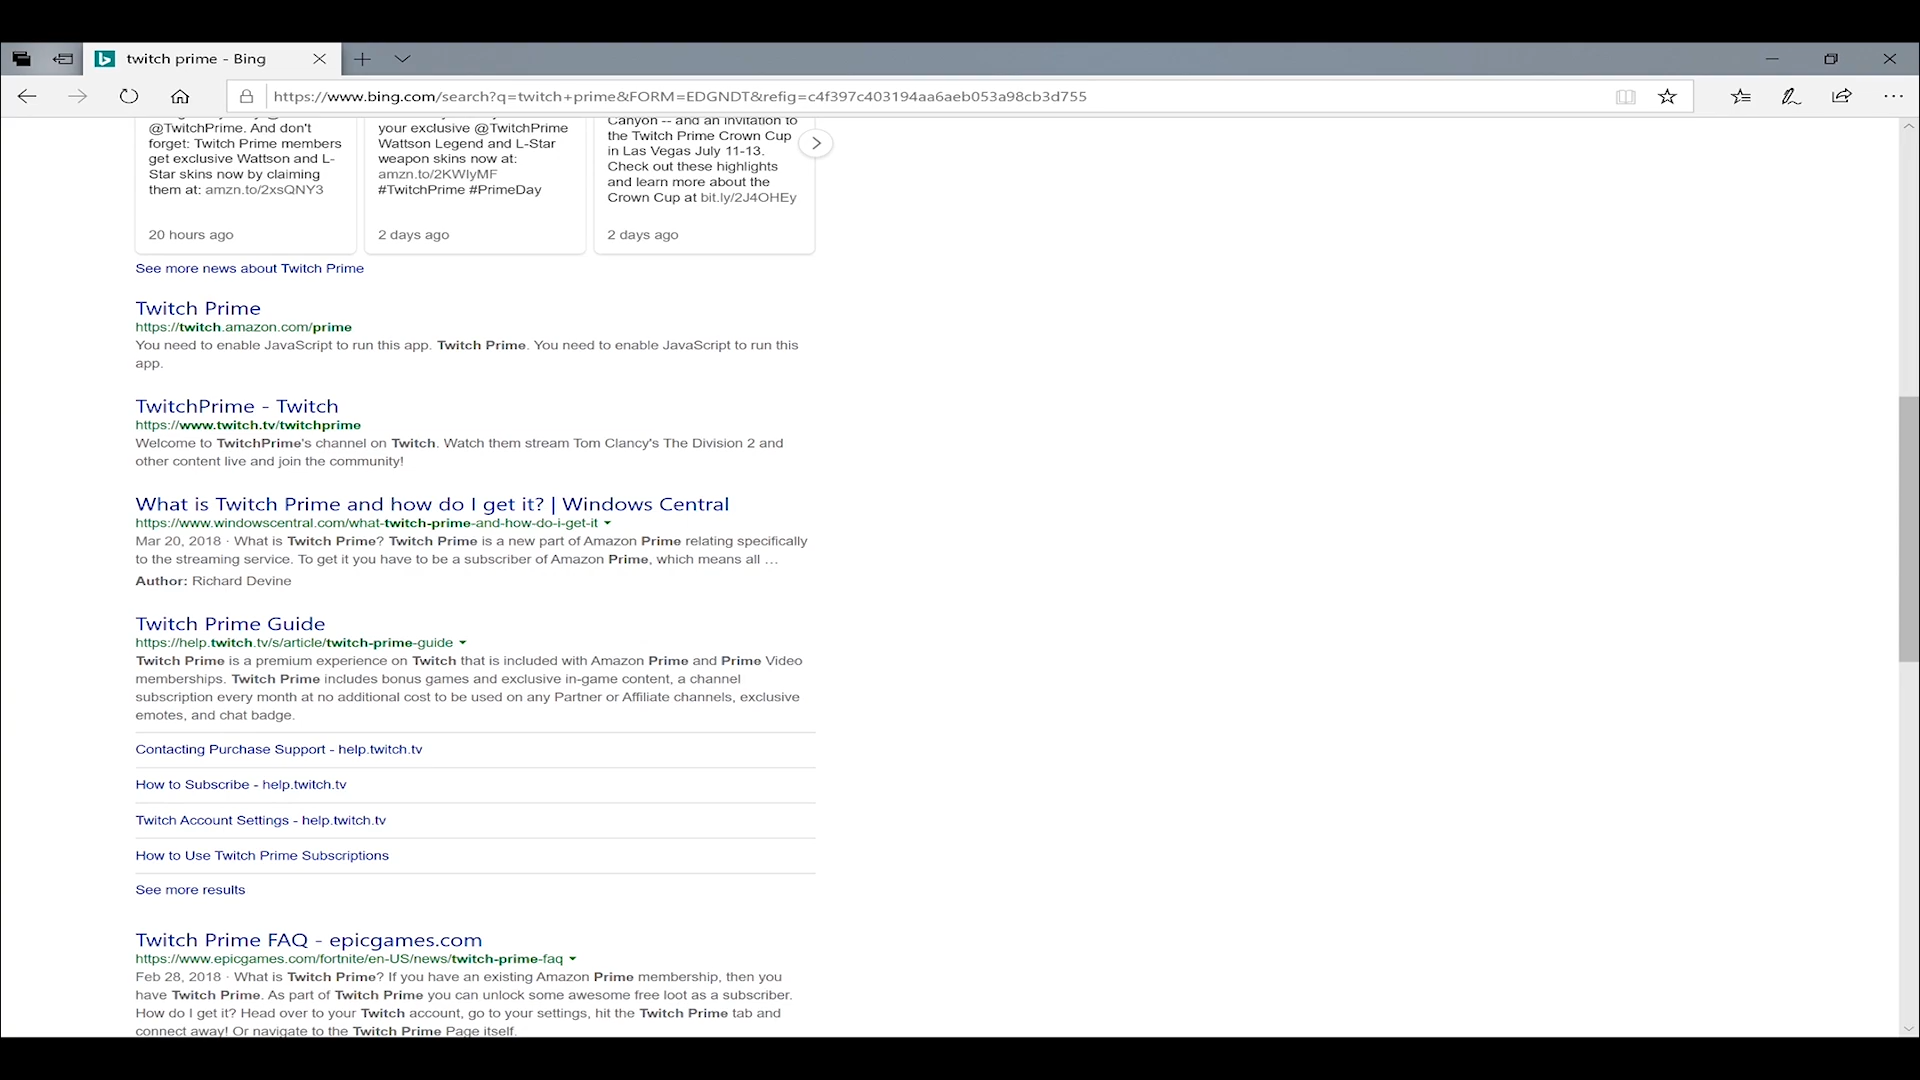 twitch prime - Bing
https://www.bing.com/search?q=twitch+prime&FORM=EDGNDT&refig=c4f397c403194aa6aeb053a98cb3d755
@TwitchPrime. And don't
forget: Twitch Prime members
get exclusive Wattson and L-
Star skins now by claiming
them at: amzn.to/2xsQNY3
20 hours ago
your exclusive @TwitchPrime
Wattson Legend and L-Star
weapon skins now at:
amzn.to/2KWlyMF
#TwitchPrime #PrimeDay
2 days ago
Canyon -- and an invitation to
the Twitch Prime Crown Cup
in Las Vegas July 11-13.
Check out these highlights
and learn more about the
Crown Cup at bit.ly/2J4OHEy
2 days ago
See more news about Twitch Prime
Twitch Prime
https://twitch.amazon.com/prime
You need to enable JavaScript to run this app. Twitch Prime. You need to enable JavaScript to run this
app.
TwitchPrime - Twitch
https://www.twitch.tv/twitchprime
Welcome to TwitchPrime's channel on Twitch. Watch them stream Tom Clancy's The Division 2 and
other content live and join the community!
What is Twitch Prime and how do I get it? | Windows Central
https://www.windowscentral.com/what-twitch-prime-and-how-do-i-get-it
Mar 20, 2018 · What is Twitch Prime? Twitch Prime is a new part of Amazon Prime relating specifically
to the streaming service. To get it you have to be a subscriber of Amazon Prime, which means all ...
Author: Richard Devine
Twitch Prime Guide
https://help.twitch.tv/s/article/twitch-prime-guide
Twitch Prime is a premium experience on Twitch that is included with Amazon Prime and Prime Video
memberships. Twitch Prime includes bonus games and exclusive in-game content, a channel
subscription every month at no additional cost to be used on any Partner or Affiliate channels, exclusive
emotes, and chat badge.
Contacting Purchase Support - help.twitch.tv
How to Subscribe - help.twitch.tv
Twitch Account Settings - help.twitch.tv
How to Use Twitch Prime Subscriptions
See more results
Twitch Prime FAQ - epicgames.com
https://www.epicgames.com/fortnite/en-US/news/twitch-prime-faq
Feb 28, 2018 · What is Twitch Prime? If you have an existing Amazon Prime membership, then you
have Twitch Prime. As part of Twitch Prime you can unlock some awesome free loot as a subscriber.
How do I get it? Head over to your Twitch account, go to your settings, hit the Twitch Prime tab and
connect away! Or navigate to the Twitch Prime Page itself.